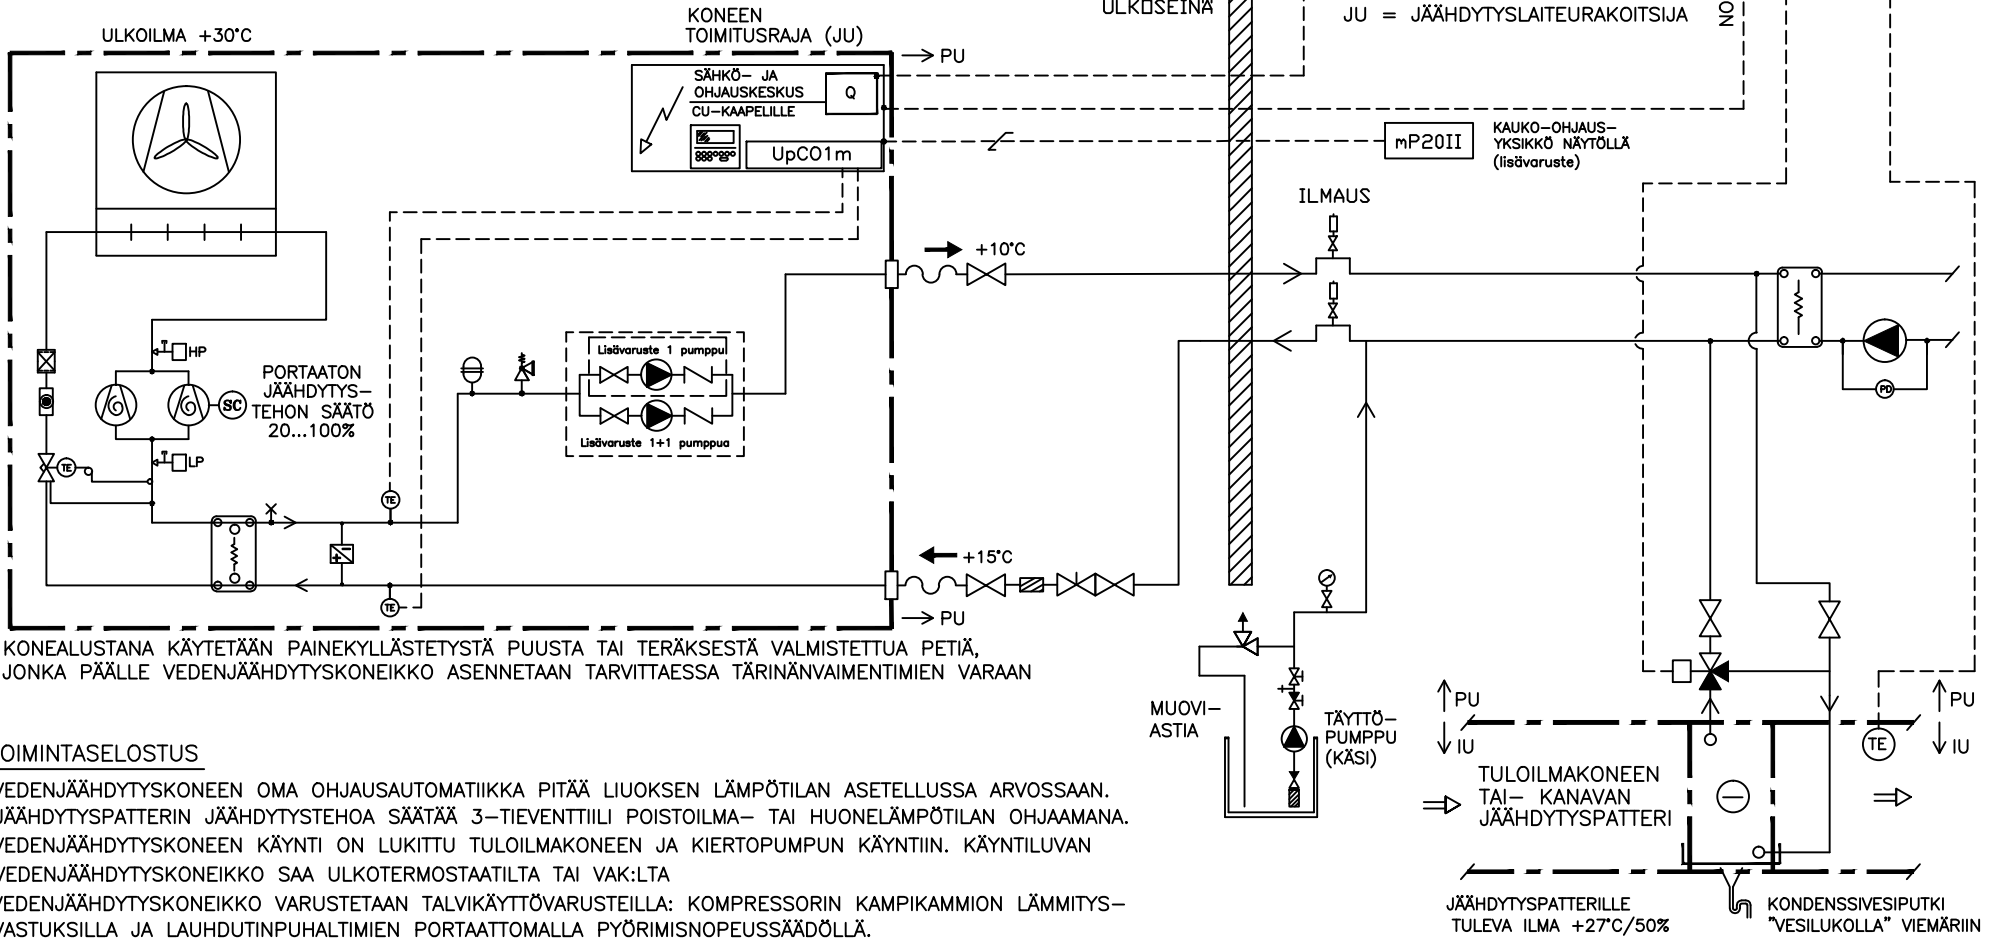 ULKOILMA +30°C
KONEEN
TOIMITUSRAJA (JU)
PU
ULKOSEINÄ
JU = JÄÄHDYTYSLAITEURAKOITSIJA
NO
SÄHKÖ- JA
OHJAUSKESKUS
CU-KAAPELILLE
Q
UpCO1m
mP20II
KAUKO-OHJAUS-
YKSIKKÖ NÄYTÖLLÄ
(lisävaruste)
ILMAUS
+10°C
HP
PORTAATON
JÄÄHDYTYS-
TEHON SÄÄTÖ
20...100%
SC
LP
TE
Lisävaruste 1 pumppu
Lisävaruste 1+1 pumppua
TE
TE
PD
+15°C
PU
KONEALUSTANA KÄYTETÄÄN PAINEKYLLÄSTETYSTÄ PUUSTA TAI TERÄKSESTÄ VALMISTETTUA PETIÄ,
JONKA PÄÄLLE VEDENJÄÄHDYTYSKONEIKKO ASENNETAAN TARVITTAESSA TÄRINÄNVAIMENTIMIEN VARAAN
MUOVI-
ASTIA
TÄYTTÖ-
PUMPPU
(KÄSI)
PU
IU
PU
IU
TE
TULOILMAKONEEN
TAI- KANAVAN
JÄÄHDYTYSPATTERI
OIMINTASELOSTUS
VEDENJÄÄHDYTYSKONEEN OMA OHJAUSAUTOMATIIKKA PITÄÄ LIUOKSEN LÄMPÖTILAN ASETELLUSSA ARVOSSAAN.
JÄÄHDYTYSPATTERIN JÄÄHDYTYSTEHOA SÄÄTÄÄ 3-TIEVENTTIILI POISTOILMA- TAI HUONELÄMPÖTILAN OHJAAMANA.
VEDENJÄÄHDYTYSKONEEN KÄYNTI ON LUKITTU TULOILMAKONEEN JA KIERTOPUMPUN KÄYNTIIN. KÄYNTILUVAN
VEDENJÄÄHDYTYSKONEIKKO SAA ULKOTERMOSTAATILTA TAI VAK:LTA
VEDENJÄÄHDYTYSKONEIKKO VARUSTETAAN TALVIKÄYTTÖVARUSTEILLA: KOMPRESSORIN KAMPIKAMMION LÄMMITYS-
VASTUKSILLA JA LAUHDUTINPUHALTIMIEN PORTAATTOMALLA PYÖRIMISNOPEUSSÄÄDÖLLÄ.
JÄÄHDYTYSPATTERILLE
TULEVA ILMA +27°C/50%
KONDENSSIVESIPUTKI
"VESILUKOLLA" VIEMÄRIIN